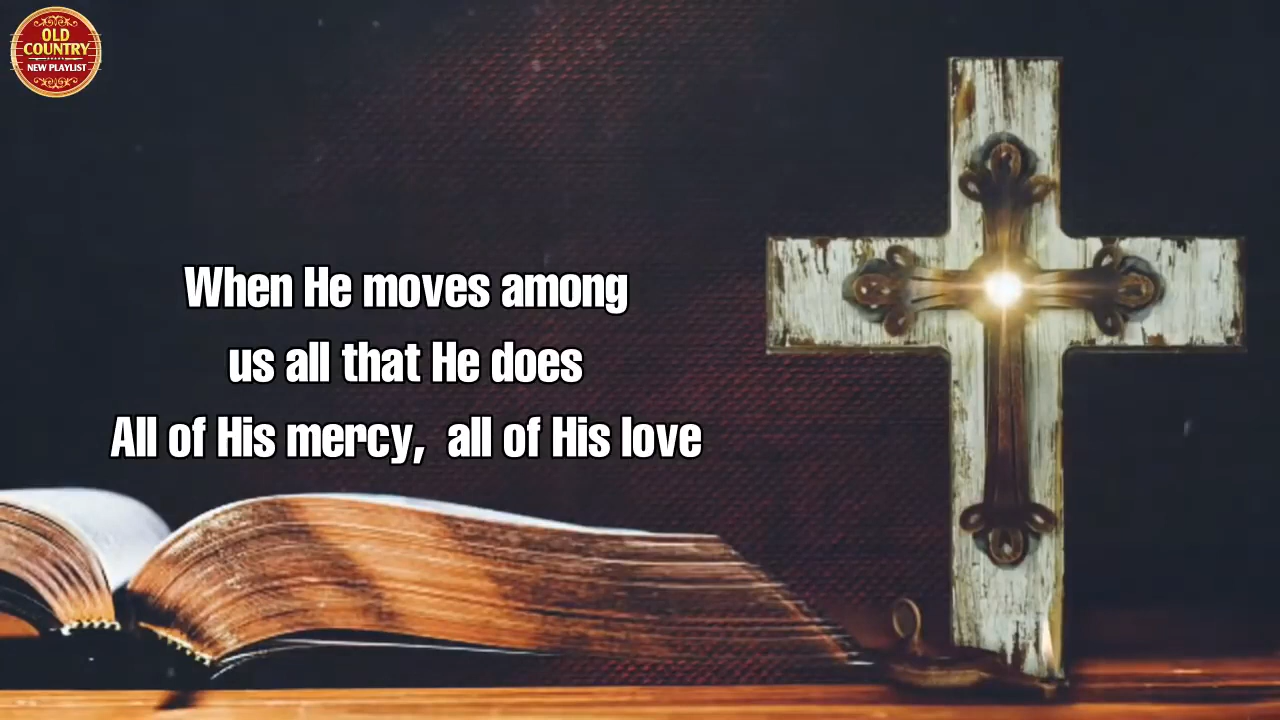 OLD
COUNTRY
NEW PLAYLIST
When He moves among
us all that He does
All of His mercy, all of His love